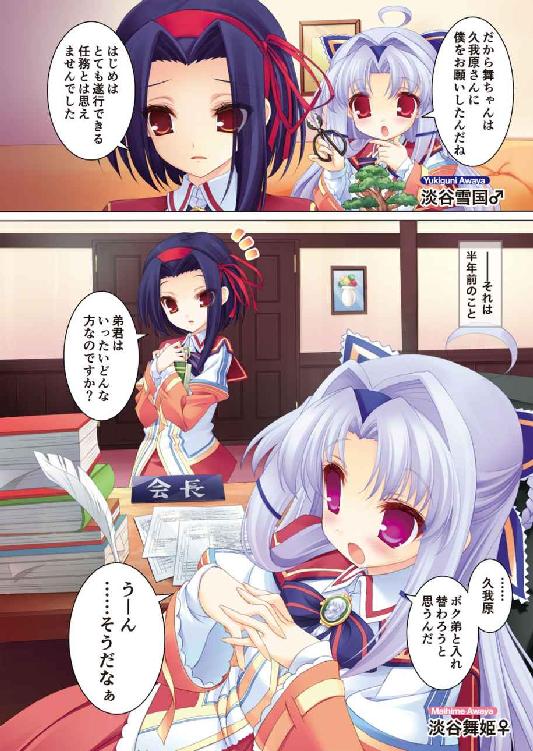 だから舞ちゃんは
久我原さんに
僕をお願いしたんだね
Yukiguni Awaya
淡谷雪国♂
はじめは
とても遂行できる
任務とは思え
ませんでした
――それは
半年前のこと
弟君は
いったいどんな
方なのですか？
会長
……
久我原
ボク弟と入れ
替わろうと
思うんだ
うーん
……そうだなぁ
Maihime Awaya
淡谷舞姫♀